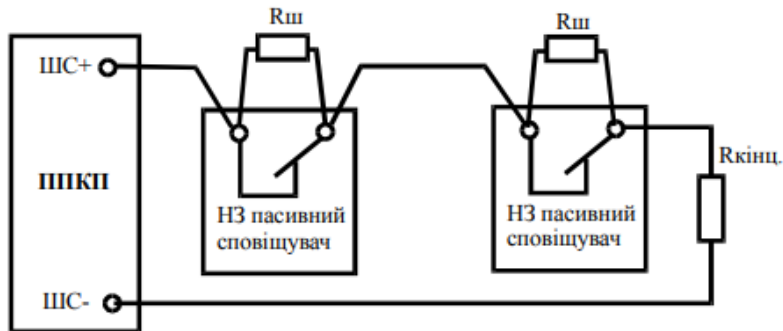 Rш
Rш
ШС+
ППКП
НЗ пасивний
сповіщувач
НЗ пасивний
сповіщувач
Rкінц.
ШС-